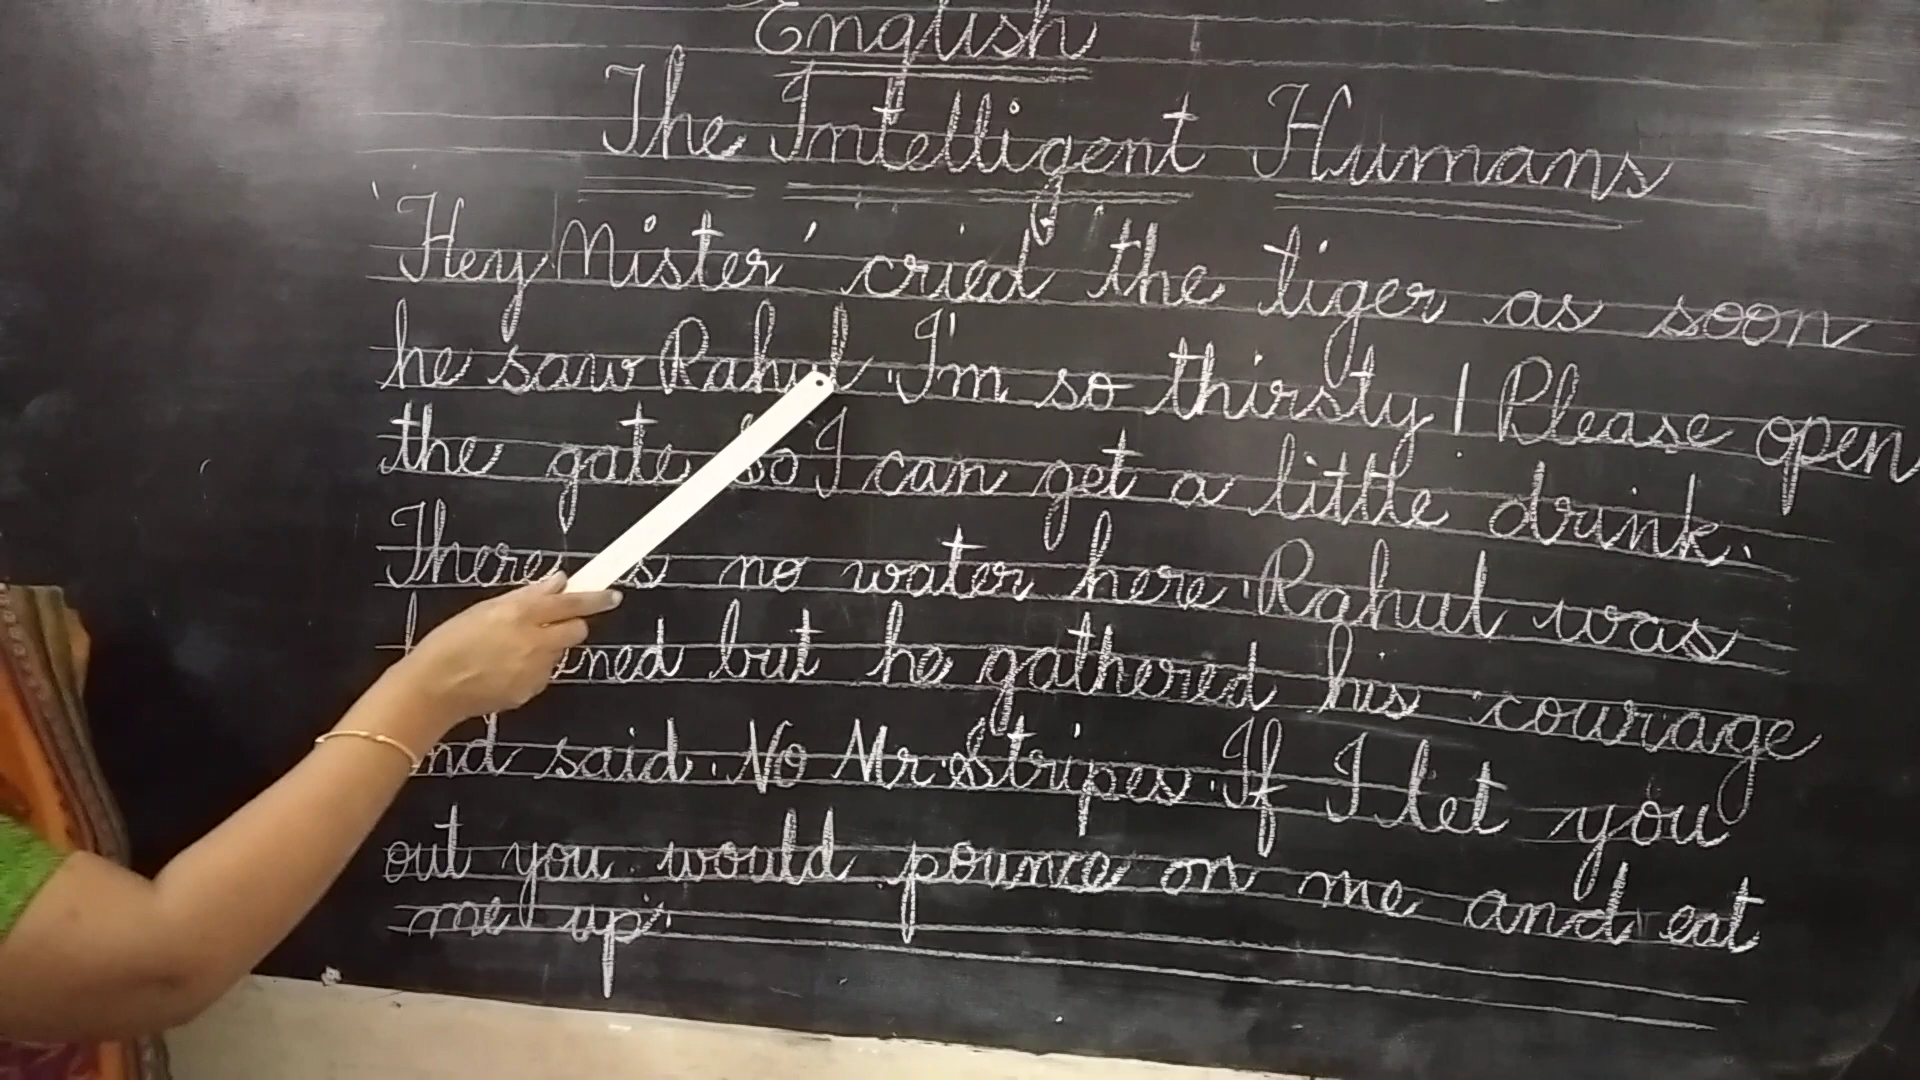 English
The Intelligent Humans
'Hey Mister' cried the tiger as soon
he saw Rahul. I'm so thirsty! Please open
the gate so I can get a little drink.
There is no water here. Rahul was
but he gathered his courage
and said. No Mr. Stripes. If I let you
out you would pounce on me and eat
me up'.